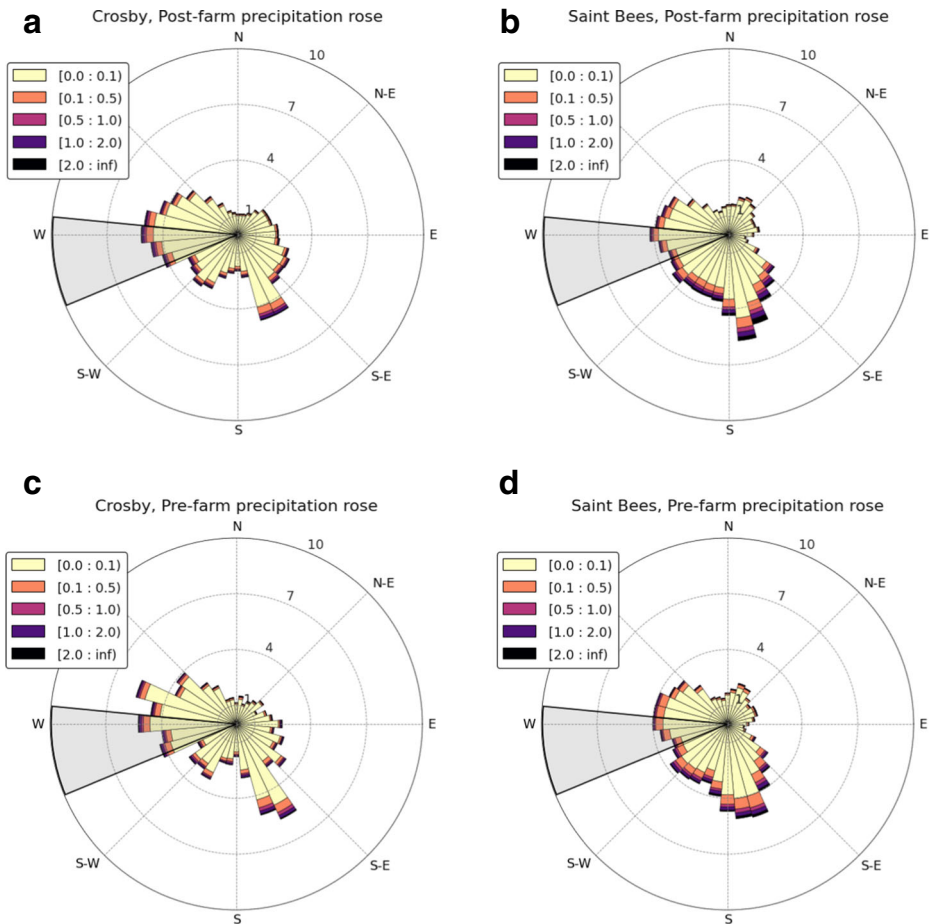 a
Crosby, Post-farm precipitation rose
N
10
N-E
7
4
1
W
E
S-W
S-E
S
[0.0 : 0.1)
[0.1 : 0.5)
[0.5 : 1.0)
[1.0 : 2.0)
[2.0 : inf)
b
Saint Bees, Post-farm precipitation rose
N
10
N-E
7
4
1
W
E
S-W
S-E
S
[0.0 : 0.1)
[0.1 : 0.5)
[0.5 : 1.0)
[1.0 : 2.0)
[2.0 : inf)
c
Crosby, Pre-farm precipitation rose
N
10
N-E
7
4
1
W
E
S-W
S-E
S
[0.0 : 0.1)
[0.1 : 0.5)
[0.5 : 1.0)
[1.0 : 2.0)
[2.0 : inf)
d
Saint Bees, Pre-farm precipitation rose
N
10
N-E
7
4
1
W
E
S-W
S-E
S
[0.0 : 0.1)
[0.1 : 0.5)
[0.5 : 1.0)
[1.0 : 2.0)
[2.0 : inf)